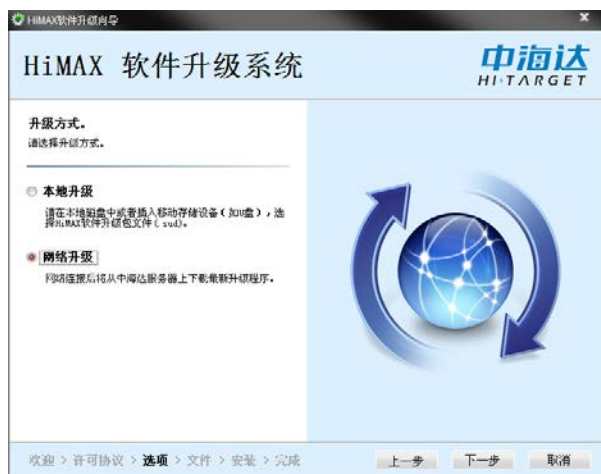 HiMAX软件升级向导
HiMAX 软件升级系统
中海达
HI·TARGET
升级方式。
请选择升级方式。
本地升级
请在本地磁盘中或者插入移动存储设备(如U盘),选
择HiMAX软件升级包文件(sud)。
网络升级
网络连接后将从中海达服务器上下载最新升级程序。
欢迎 > 许可协议 > 选项 > 文件 > 安装 > 完成
上一步
下一步
取消